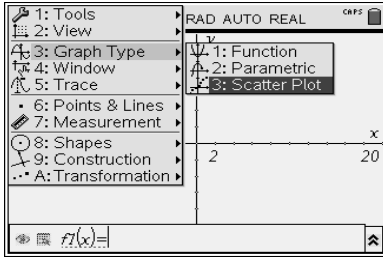 1: Tools
2: View
3: Graph Type
4: Window
5: Trace
6: Points & Lines
7: Measurement
8: Shapes
9: Construction
A: Transformation
RAD AUTO REAL
CAPS
y
1: Function
2: Parametric
3: Scatter Plot
x
2
20
f1(x)=